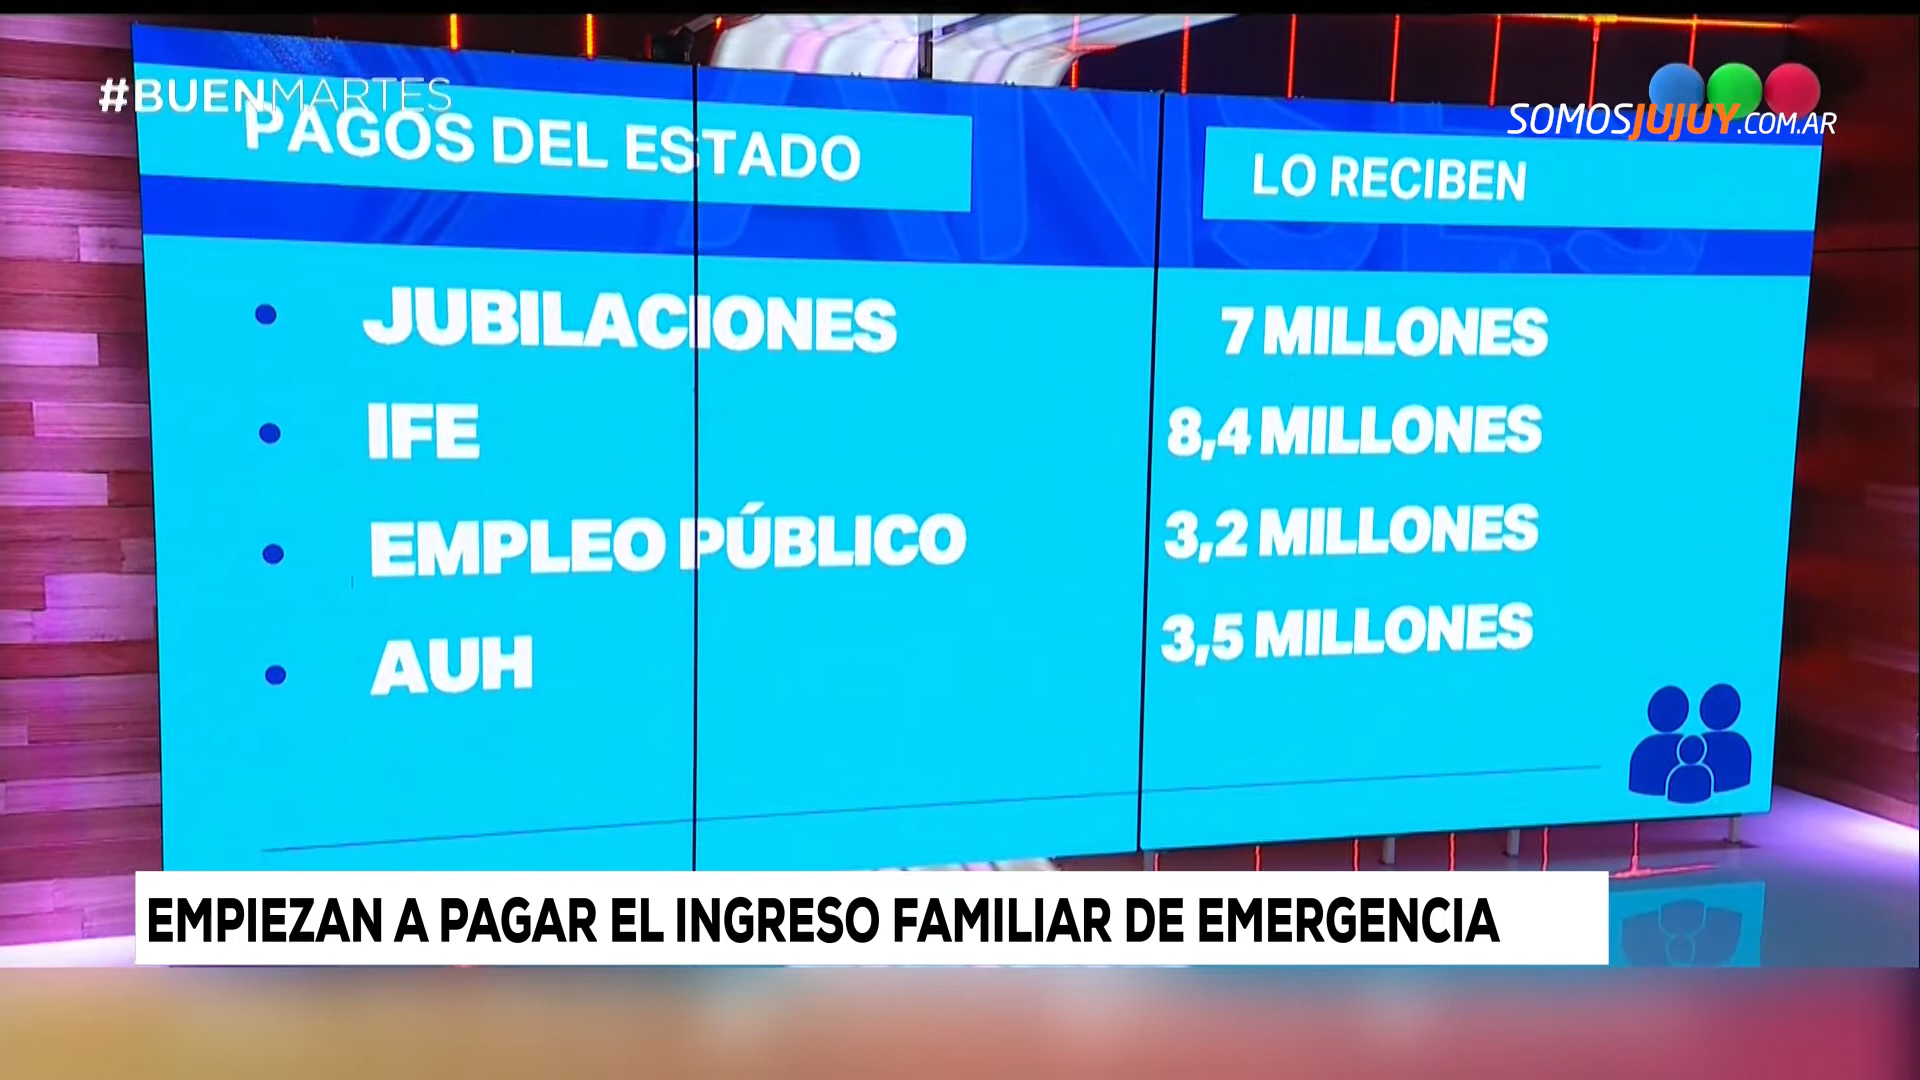 #BUENMARTES
SOMOSJUJUY.COM.AR
PAGOS DEL ESTADO
LO RECIBEN
ANSES
JUBILACIONES
7 MILLONES
IFE
8,4 MILLONES
EMPLEO PÚBLICO
3,2 MILLONES
AUH
3,5 MILLONES
EMPIEZAN A PAGAR EL INGRESO FAMILIAR DE EMERGENCIA